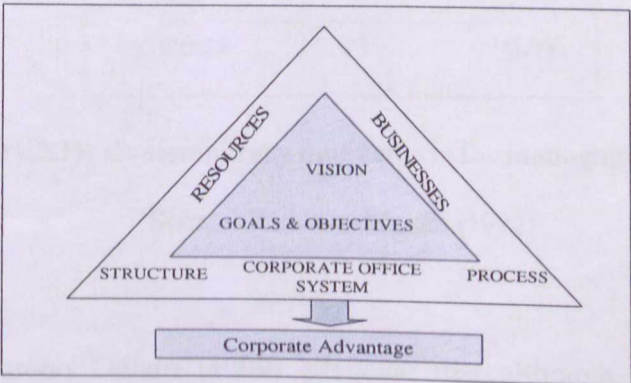 RESOURCES
BUSINESSES
VISION
GOALS & OBJECTIVES
STRUCTURE
CORPORATE OFFICE
SYSTEM
PROCESS
Corporate Advantage